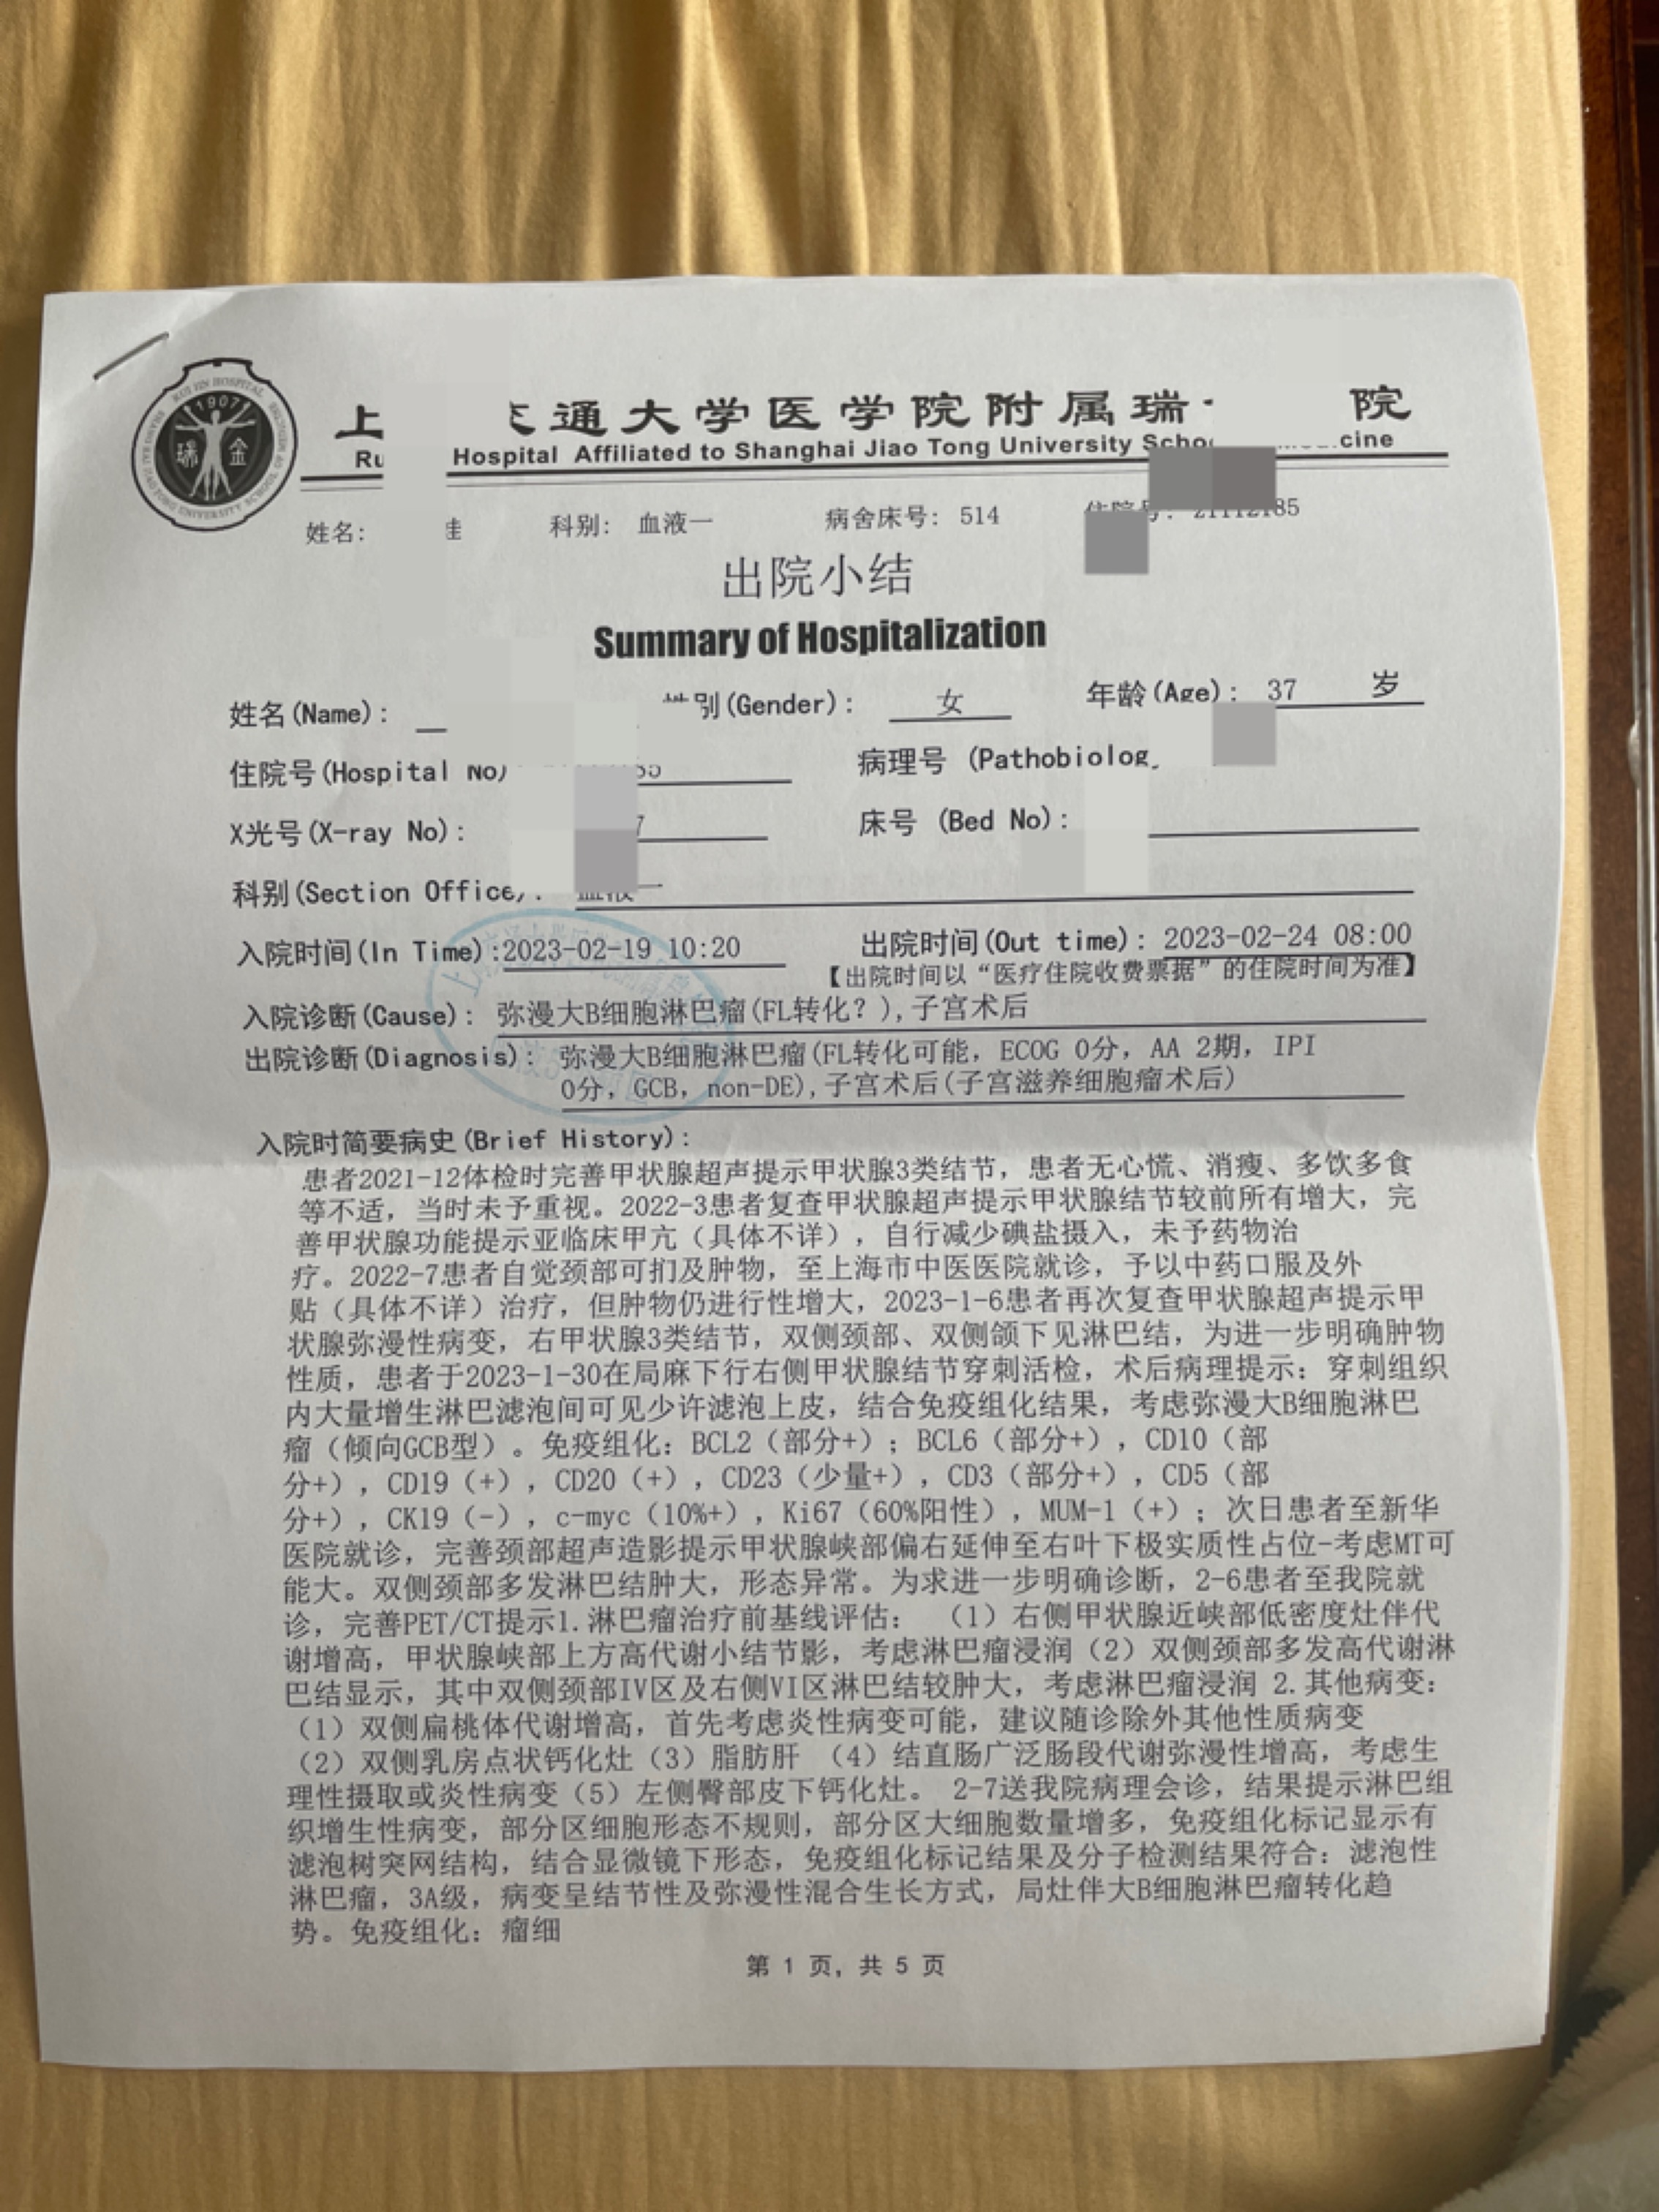 上 交通大学医学院附属瑞 院
Ru Hospital Affiliated to Shanghai Jiao Tong University cine
1907
瑞 金
姓名: 科别: 血液一 病舍床号: 514
出院小结
Summary of Hospitalization
姓名(Name): 性别(Gender): 女 年龄(Age): 37 岁
住院号(Hospital No) 病理号 (Pathobiolog
X光号(X-ray No): 7 床号 (Bed No):
科别(Section Office): 血液一
入院时间(In Time):2023-02-19 10:20 出院时间(Out time): 2023-02-24 08:00
【出院时间以“医疗住院收费票据”的住院时间为准】
入院诊断(Cause): 弥漫大B细胞淋巴瘤(FL转化？),子宫术后
出院诊断(Diagnosis): 弥漫大B细胞淋巴瘤(FL转化可能, ECOG 0分, AA 2期, IPI
0分, GCB, non-DE),子宫术后(子宫滋养细胞瘤术后)
入院时简要病史(Brief History):
患者2021-12体检时完善甲状腺超声提示甲状腺3类结节，患者无心慌、消瘦、多饮多食
等不适，当时未予重视。2022-3患者复查甲状腺超声提示甲状腺结节较前所有增大，完
善甲状腺功能提示亚临床甲亢（具体不详），自行减少碘盐摄入，未予药物治
疗。2022-7患者自觉颈部可扪及肿物，至上海市中医医院就诊，予以中药口服及外
贴（具体不详）治疗，但肿物仍进行性增大，2023-1-6患者再次复查甲状腺超声提示甲
状腺弥漫性病变，右甲状腺3类结节，双侧颈部、双侧颌下见淋巴结，为进一步明确肿物
性质，患者于2023-1-30在局麻下行右侧甲状腺结节穿刺活检，术后病理提示：穿刺组织
内大量增生淋巴滤泡间可见少许滤泡上皮，结合免疫组化结果，考虑弥漫大B细胞淋巴
瘤（倾向GCB型）。免疫组化：BCL2（部分+）；BCL6（部分+），CD10（部
分+），CD19（+），CD20（+），CD23（少量+），CD3（部分+），CD5（部
分+），CK19（-），c-myc（10%+），Ki67（60%阳性），MUM-1（+）；次日患者至新华
医院就诊，完善颈部超声造影提示甲状腺峡部偏右延伸至右叶下极实质性占位-考虑MT可
能大。双侧颈部多发淋巴结肿大，形态异常。为求进一步明确诊断，2-6患者至我院就
诊，完善PET/CT提示1.淋巴瘤治疗前基线评估： （1）右侧甲状腺近峡部低密度灶伴代
谢增高，甲状腺峡部上方高代谢小结节影，考虑淋巴瘤浸润（2）双侧颈部多发高代谢淋
巴结显示，其中双侧颈部IV区及右侧VI区淋巴结较肿大，考虑淋巴瘤浸润 2.其他病变：
（1）双侧扁桃体代谢增高，首先考虑炎性病变可能，建议随诊除外其他性质病变
（2）双侧乳房点状钙化灶（3）脂肪肝 （4）结直肠广泛肠段代谢弥漫性增高，考虑生
理性摄取或炎性病变（5）左侧臀部皮下钙化灶。 2-7送我院病理会诊，结果提示淋巴组
织增生性病变，部分区细胞形态不规则，部分区大细胞数量增多，免疫组化标记显示有
滤泡树突网结构，结合显微镜下形态，免疫组化标记结果及分子检测结果符合：滤泡性
淋巴瘤，3A级，病变呈结节性及弥漫性混合生长方式，局灶伴大B细胞淋巴瘤转化趋
势。免疫组化：瘤细
第 1 页, 共 5 页